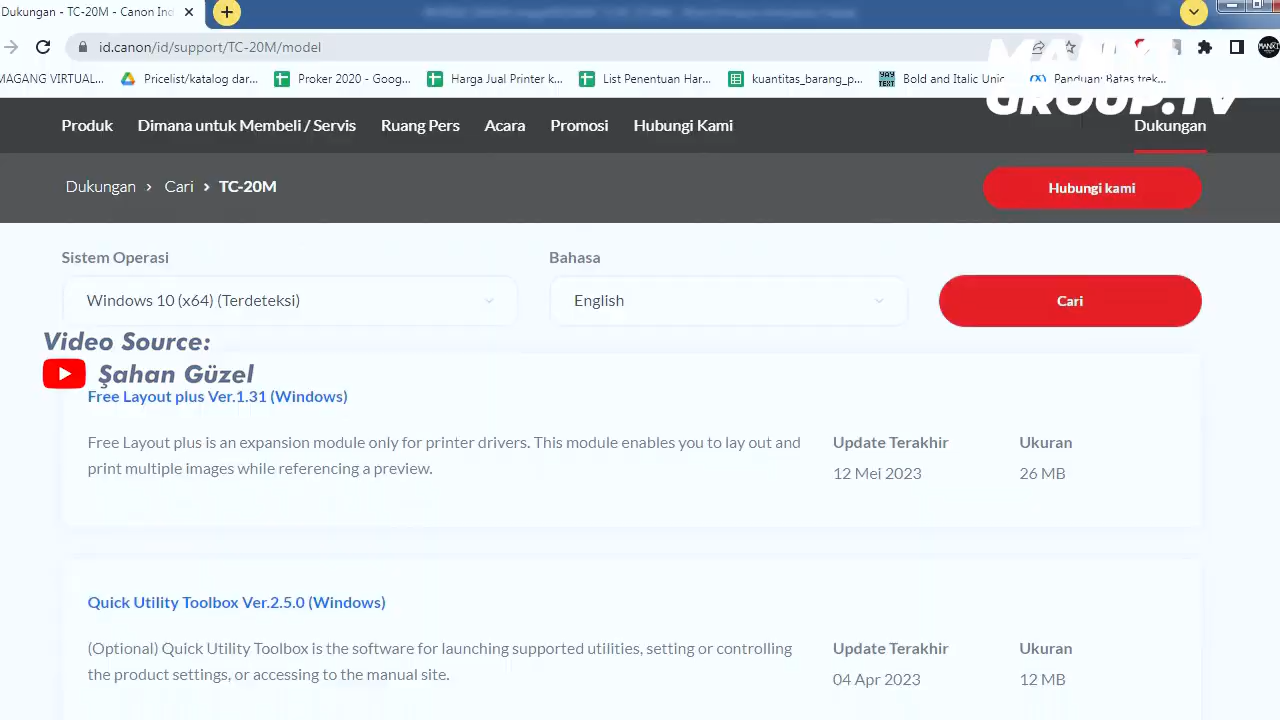 Dukungan - TC-20M - Canon Ind
id.canon/id/support/TC-20M/model
MAGANG VIRTUAL...
Pricelist/katalog dar...
Proker 2020 - Goog...
Harga Jual Printer k...
List Penentuan Har...
kuantitas_barang_p...
YAY TEXT
Bold and Italic Unic
Panduan: Batas trek...
GROUP.TV
Produk
Dimana untuk Membeli / Servis
Ruang Pers
Acara
Promosi
Hubungi Kami
Dukungan
Dukungan › Cari › TC-20M
Hubungi kami
Sistem Operasi
Bahasa
Windows 10 (x64) (Terdeteksi)
English
Cari
Video Source:
Şahan Güzel
Free Layout plus Ver.1.31 (Windows)
Free Layout plus is an expansion module only for printer drivers. This module enables you to lay out and
print multiple images while referencing a preview.
Update Terakhir
Ukuran
12 Mei 2023
26 MB
Quick Utility Toolbox Ver.2.5.0 (Windows)
(Optional) Quick Utility Toolbox is the software for launching supported utilities, setting or controlling
the product settings, or accessing to the manual site.
Update Terakhir
Ukuran
04 Apr 2023
12 MB